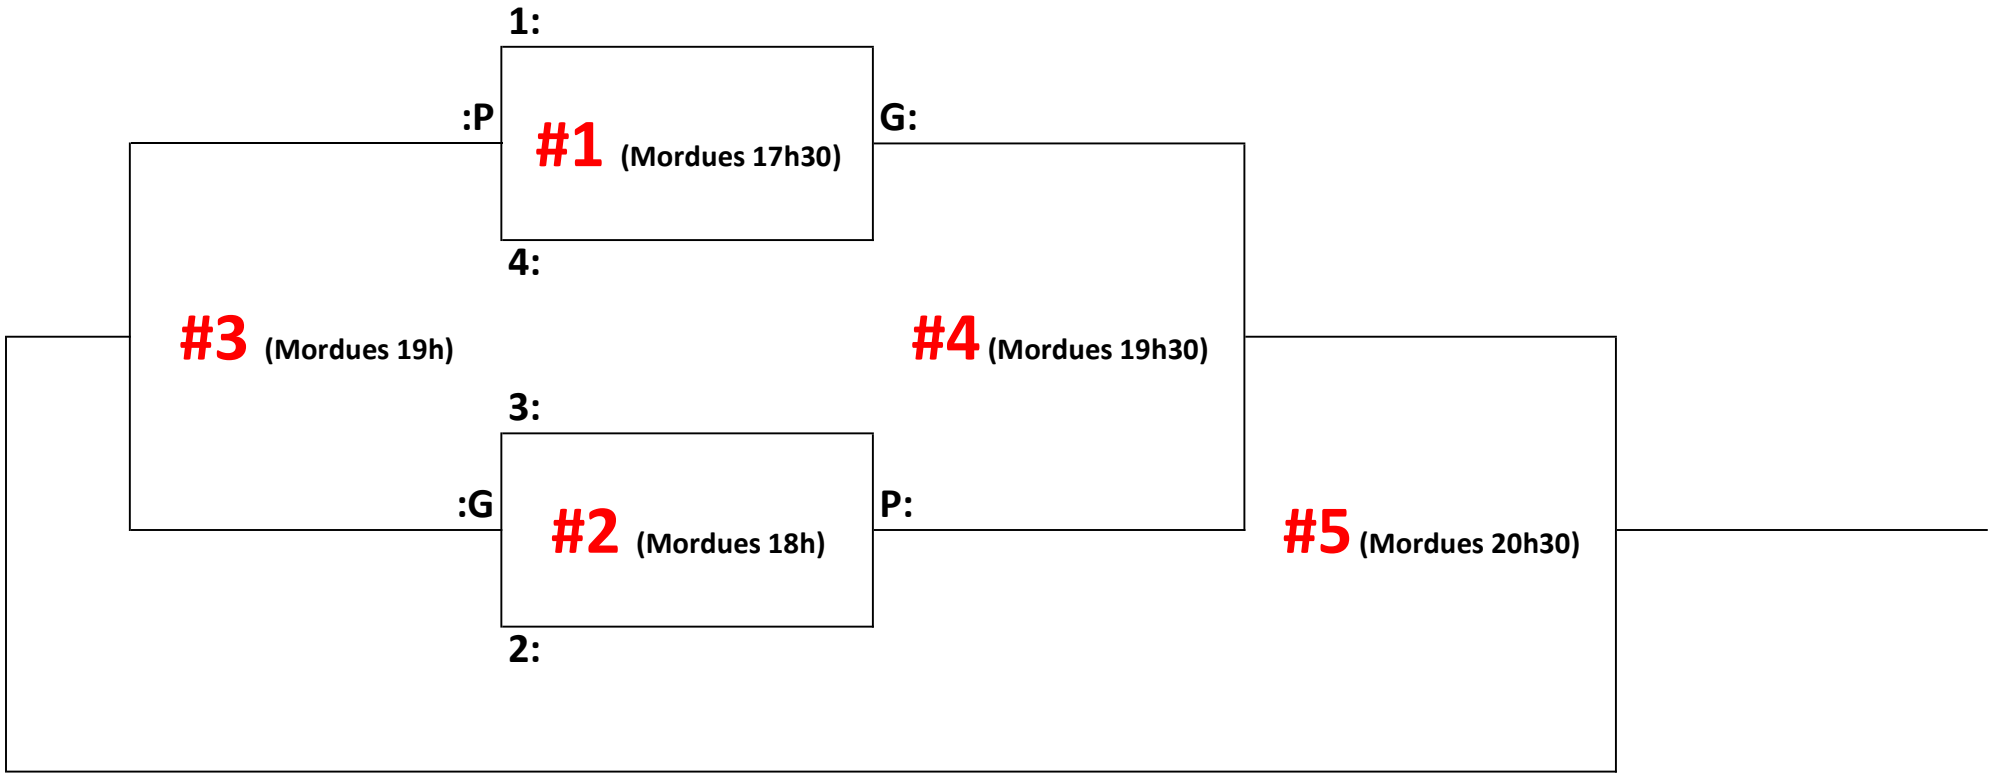 1:
:P
G:
#1 (Mordues 17h30)
4:
#3 (Mordues 19h)
#4 (Mordues 19h30)
3:
:G
P:
#2 (Mordues 18h)
#5 (Mordues 20h30)
2: